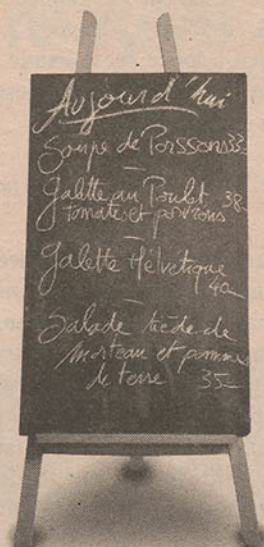 Aujourd'hui
Soupe de Poissons 33.-
Galette au Poulet 38.-
tomate et poivrons
Galette Helvetique
40.-
Salade tiède de
morteau et pommes
de terre 35.-